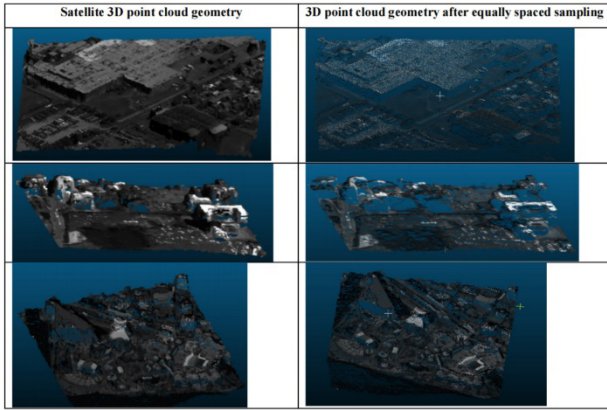 Satellite 3D point cloud geometry
3D point cloud geometry after equally spaced sampling